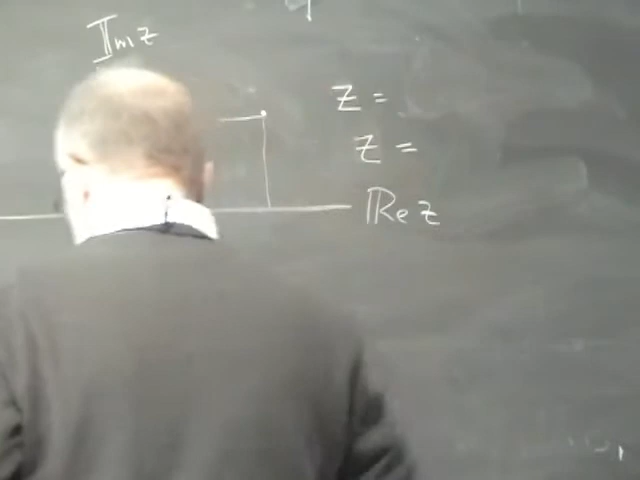 Im z
z =
z =
Re z